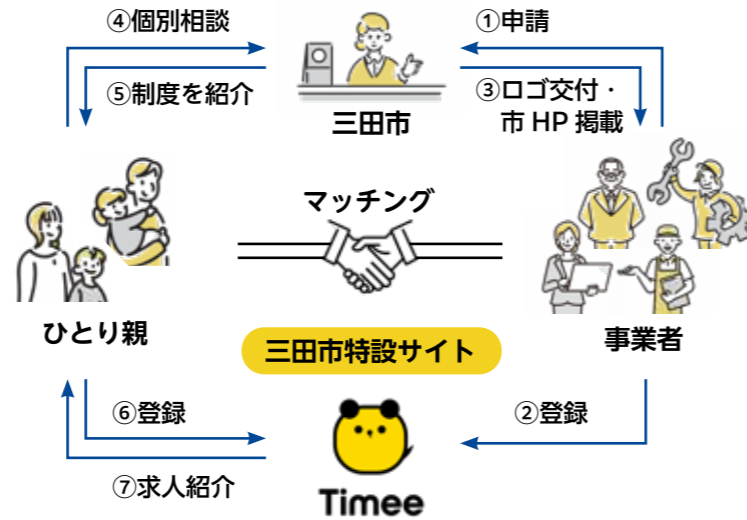 ④個別相談
①申請
⑤制度を紹介
③ロゴ交付・
市 HP 掲載
三田市
マッチング
ひとり親
事業者
三田市特設サイト
⑥登録
②登録
⑦求人紹介
Timee